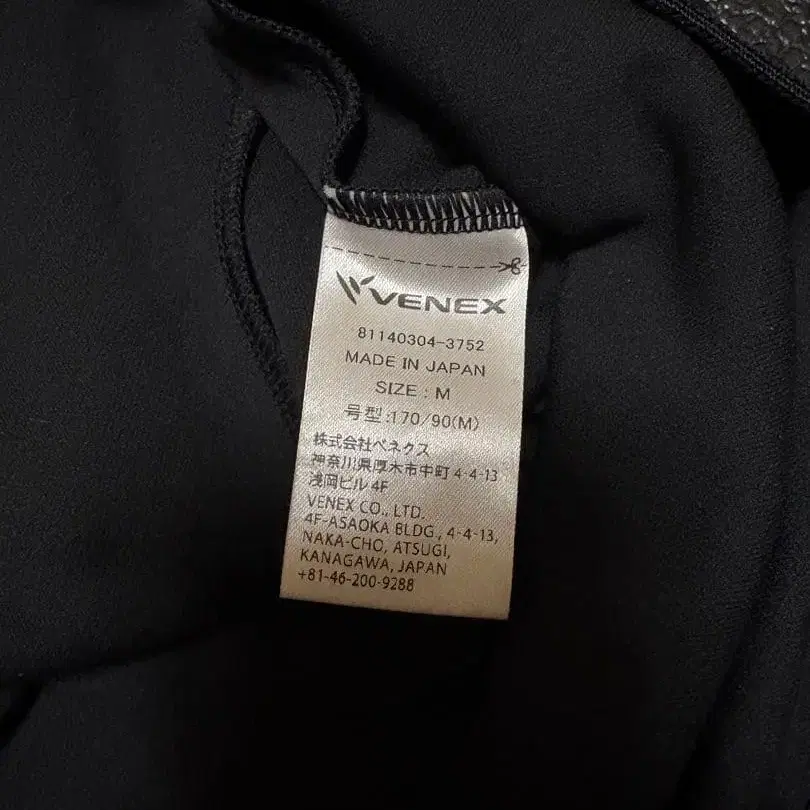 VENEX
81140304-3752
MADE IN JAPAN
SIZE : M
号型:170/90(M)
株式会社ベネクス
神奈川県厚木市中町 4-4-13
浅岡ビル 4F
VENEX CO., LTD.
4F-ASAOKA BLDG., 4-4-13,
NAKA-CHO, ATSUGI,
KANAGAWA, JAPAN
+81-46-200-9288